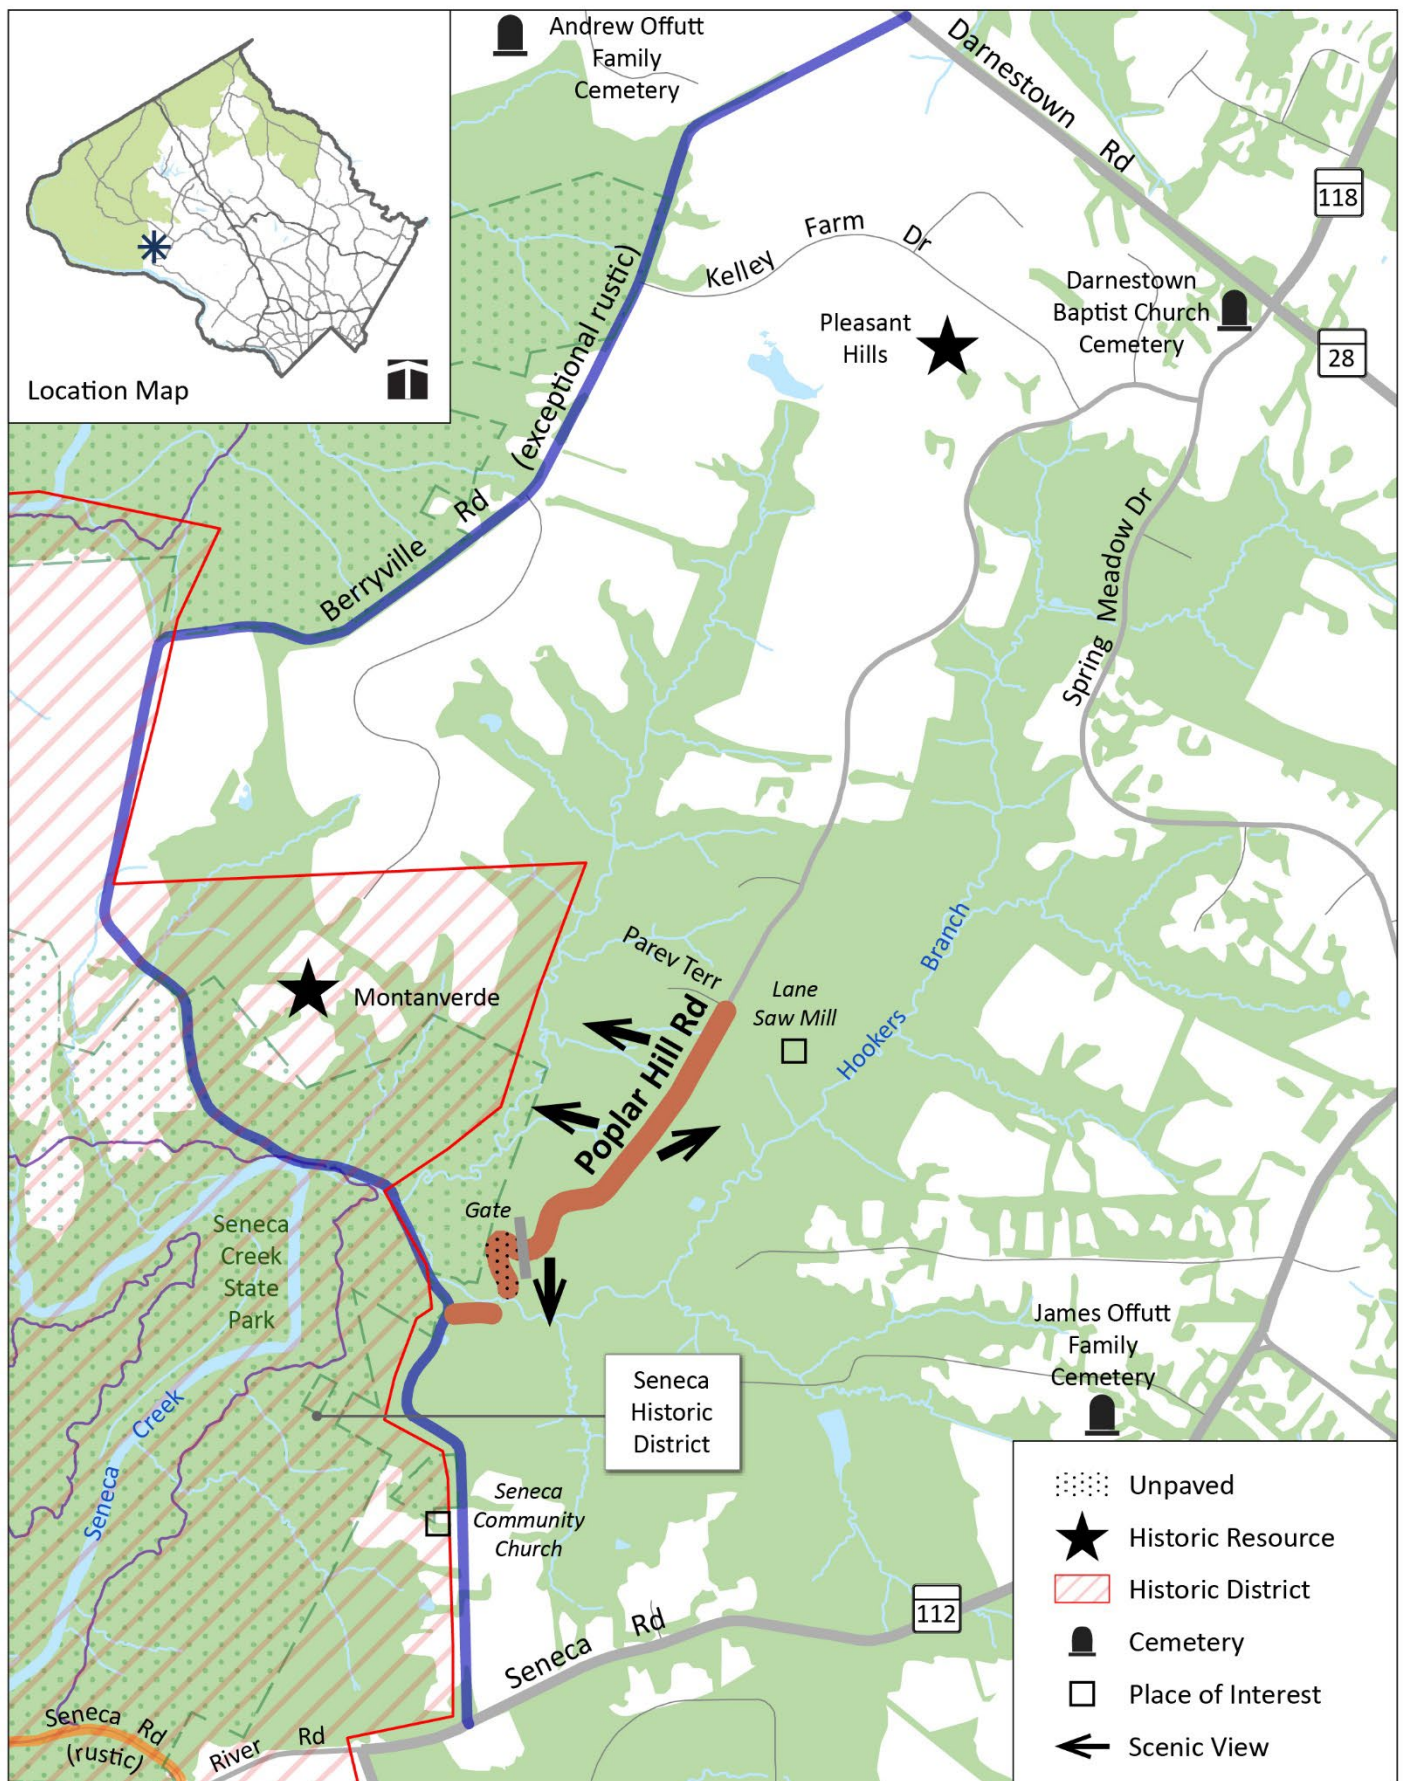 Andrew Offutt
Family
Cemetery
Darnestown Rd
118
Location Map
Kelley Farm Dr
Darnestown
Baptist Church
Cemetery
Pleasant
Hills
28
Berryville Rd (exceptional rustic)
Spring Meadow Dr
Parev Terr
Montanverde
Poplar Hill Rd
Lane
Saw Mill
Hookers Branch
Gate
Seneca
Creek
State
Park
James Offutt
Family
Cemetery
Seneca
Historic
District
Seneca Creek
Seneca
Community
Church
112
Seneca Rd
Seneca Rd
(rustic)
River Rd
Unpaved
Historic Resource
Historic District
Cemetery
Place of Interest
Scenic View